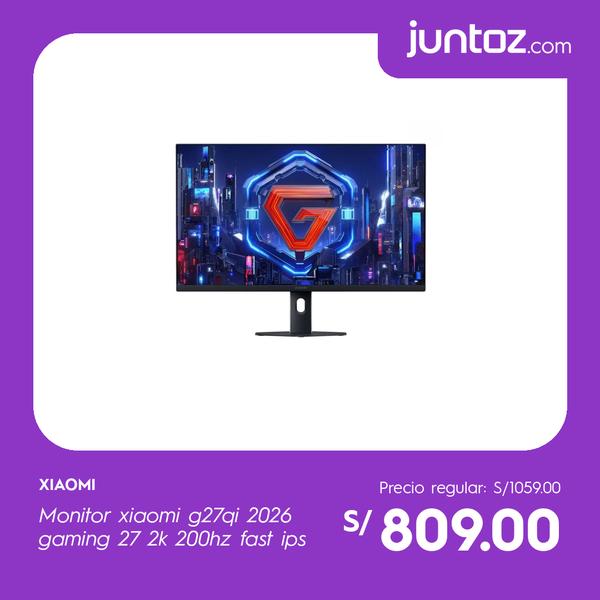 juntoz.com
XIAOMI
Monitor xiaomi g27qi 2026
gaming 27 2k 200hz fast ips
Precio regular: S/1059.00
S/ 809.00